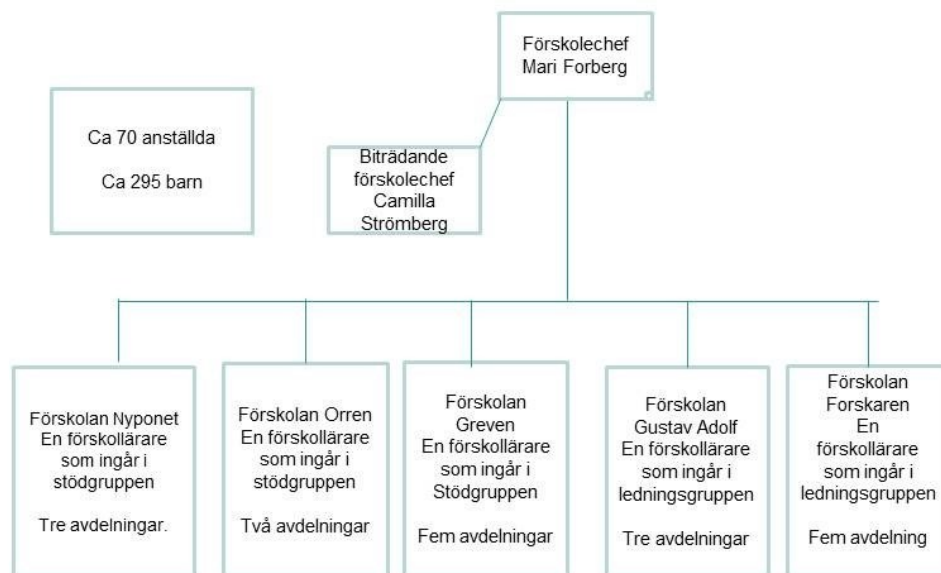 Förskolechef
Mari Forberg
Ca 70 anställda
Ca 295 barn
Biträdande
förskolechef
Camilla
Strömberg
Förskolan Nyponet
En förskollärare
som ingår i
stödgruppen
Tre avdelningar.
Förskolan Orren
En förskollärare
som ingår i
stödgruppen
Två avdelningar
Förskolan
Greven
En förskollärare
som ingår i
Stödgruppen
Fem avdelningar
Förskolan
Gustav Adolf
En förskollärare
som ingår i
ledningsgruppen
Tre avdelningar
Förskolan
Forskaren
En
förskollärare
som ingår i
ledningsgruppen
Fem avdelning